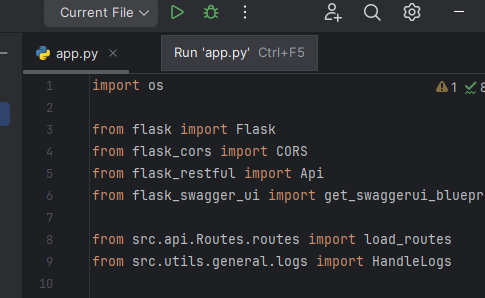 Current File
app.py
Run 'app.py' Ctrl+F5
1 import os
1
8
2
3 from flask import Flask
4 from flask_cors import CORS
5 from flask_restful import Api
6 from flask_swagger_ui import get_swaggerui_bluepr
7
8 from src.api.Routes.routes import load_routes
9 from src.utils.general.logs import HandleLogs
10